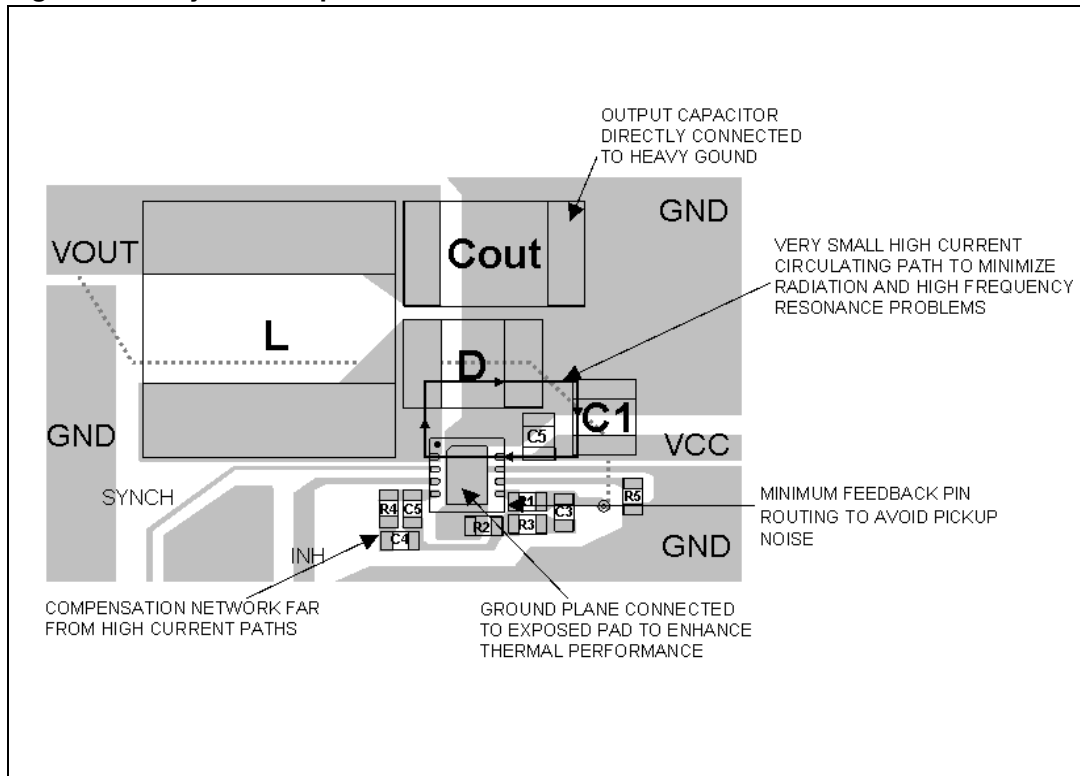 OUTPUT CAPACITOR
DIRECTLY CONNECTED
TO HEAVY GOUND
GND
VOUT
Cout
VERY SMALL HIGH CURRENT
CIRCULATING PATH TO MINIMIZE
RADIATION AND HIGH FREQUENCY
RESONANCE PROBLEMS
L
D
C1
C5
GND
VCC
SYNCH
R4
C5
R1
C3
R5
MINIMUM FEEDBACK PIN
ROUTING TO AVOID PICKUP
NOISE
R2
R3
C4
INH
GND
COMPENSATION NETWORK FAR
FROM HIGH CURRENT PATHS
GROUND PLANE CONNECTED
TO EXPOSED PAD TO ENHANCE
THERMAL PERFORMANCE